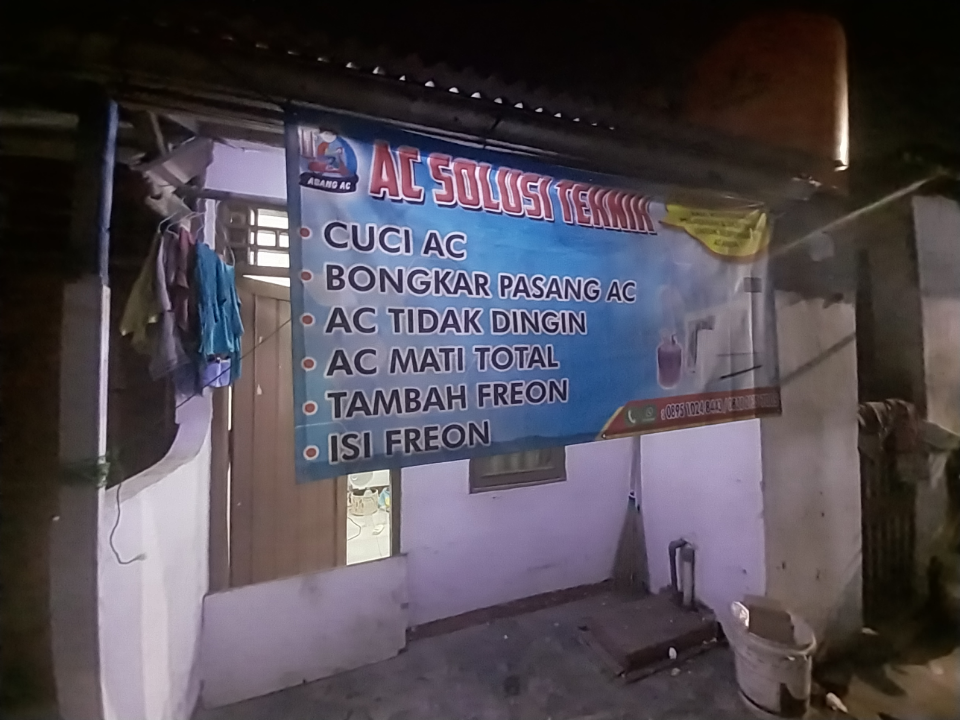 ABANG AC
AC SOLUSI TEKNIK
CUCI AC
BONGKAR PASANG AC
AC TIDAK DINGIN
AC MATI TOTAL
TAMBAH FREON
ISI FREON